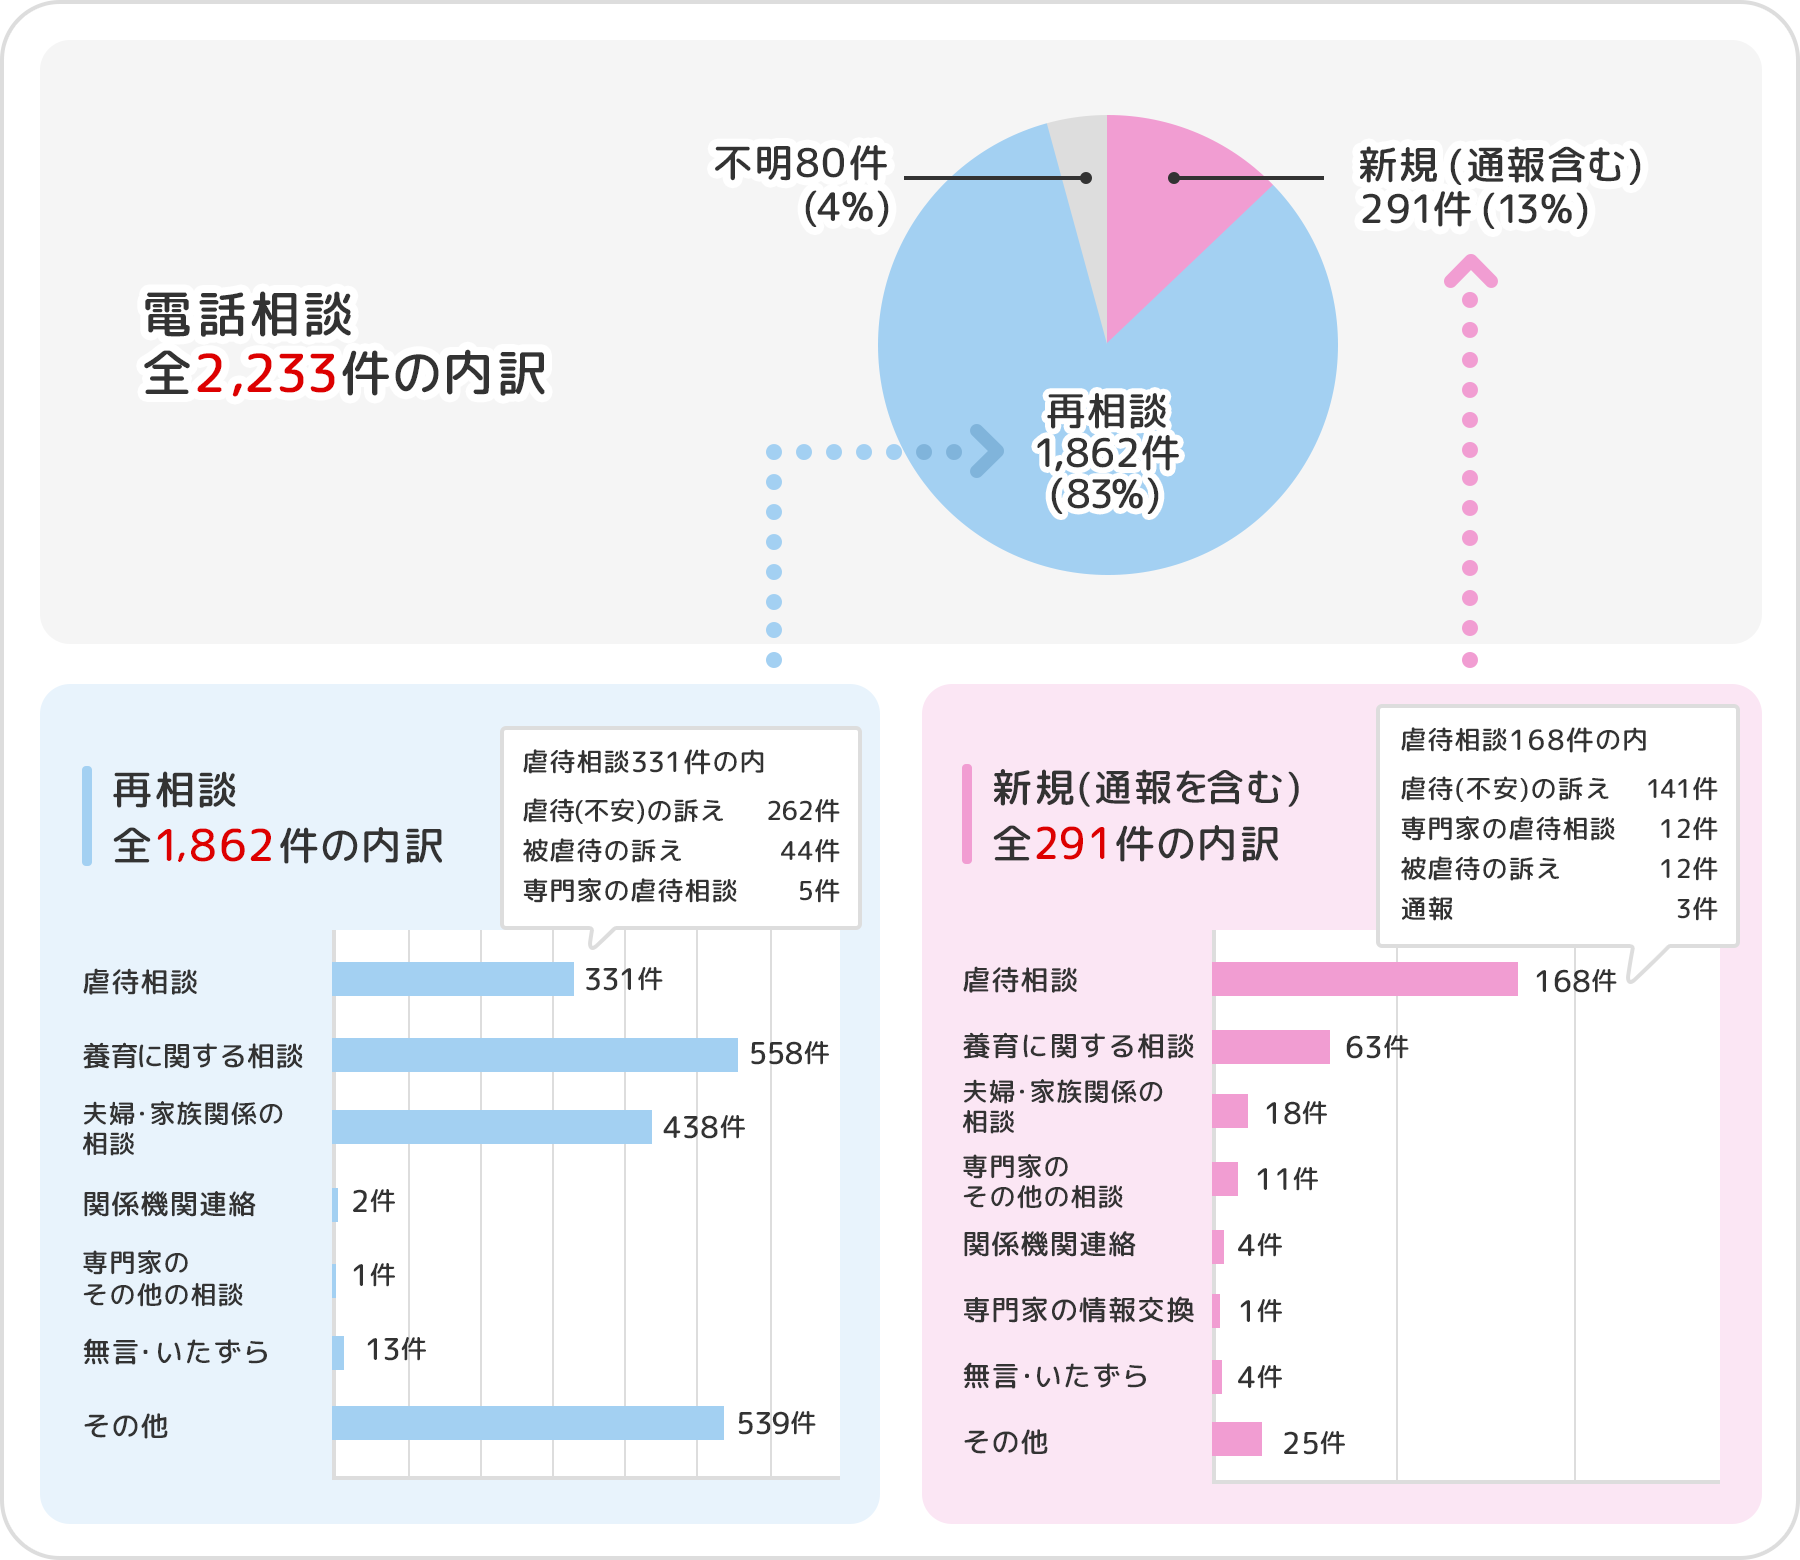 不明80件
(4%)
新規(通報含む)
291件(13%)
電話相談
全2,233件の内訳
再相談
1,862件
(83%)
再相談
全1,862件の内訳
虐待相談331件の内
虐待(不安)の訴え 262件
被虐待の訴え 44件
専門家の虐待相談 5件
虐待相談 331件
養育に関する相談 558件
夫婦・家族関係の
相談 438件
関係機関連絡 2件
専門家の
その他の相談 1件
無言・いたずら 13件
その他 539件
新規(通報を含む)
全291件の内訳
虐待相談168件の内
虐待(不安)の訴え 141件
専門家の虐待相談 12件
被虐待の訴え 12件
通報 3件
虐待相談 168件
養育に関する相談 63件
夫婦・家族関係の
相談 18件
専門家の
その他の相談 11件
関係機関連絡 4件
専門家の情報交換 1件
無言・いたずら 4件
その他 25件